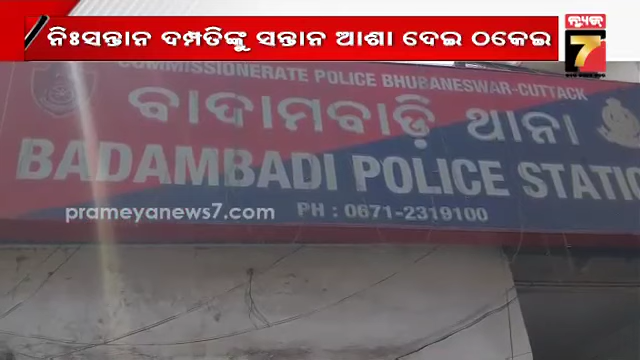 ନିଃସନ୍ତାନ ଦମ୍ପତିଙ୍କୁ ସନ୍ତାନ ଆଶା ଦେଇ ଠକେଇ
ନ୍ୟୁଜ୍
7
COMMISSIONERATE POLICE BHUBANESWAR-CUTTACK
ବାଦାମବାଡ଼ି ଥାନା
BADAMBADI POLICE STATIO
prameyanews7.com
PH : 0671-2319100